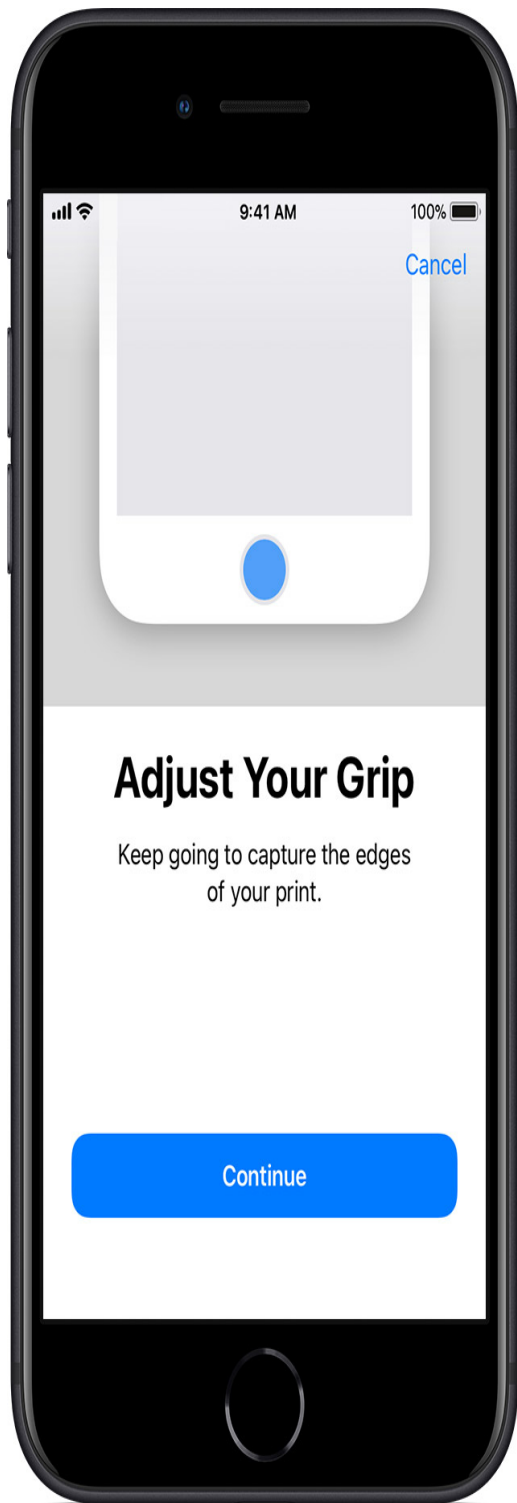 9:41 AM
100%
Cancel
Adjust Your Grip
Keep going to capture the edges
of your print.
Continue